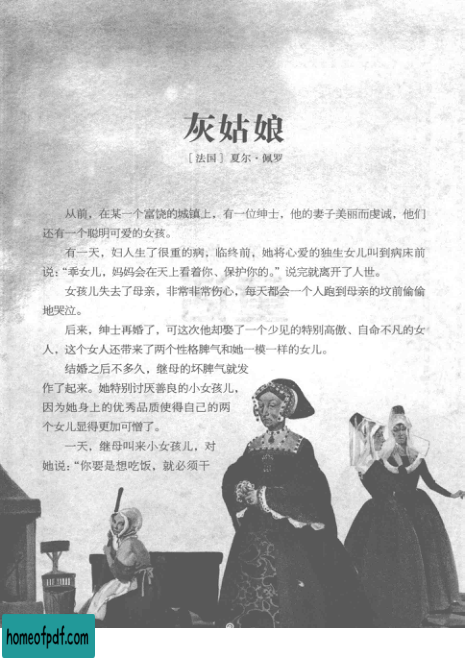 灰姑娘
［法国］夏尔·佩罗
从前，在某一个富饶的城镇上，有一位绅士，他的妻子美丽而虔诚，他们
还有一个聪明可爱的女孩。
有一天，妇人生了很重的病，临终前，她将心爱的独生女儿叫到病床前
说：“乖女儿，妈妈会在天上看着你、保护你的。”说完就离开了人世。
女孩儿失去了母亲，非常非常伤心，每天都会一个人跑到母亲的坟前偷偷
地哭泣。
后来，绅士再婚了，可这次他却娶了一个少见的特别高傲、自命不凡的女
人，这个女人还带来了两个性格脾气和她一模一样的女儿。
结婚之后不多久，继母的坏脾气就发
作了起来。她特别讨厌善良的小女孩儿，
因为她身上的优秀品质使得自己的两
个女儿显得更加可憎了。
一天，继母叫来小女孩儿，对
她说：“你要是想吃饭，就必须干
homeofpdf.com